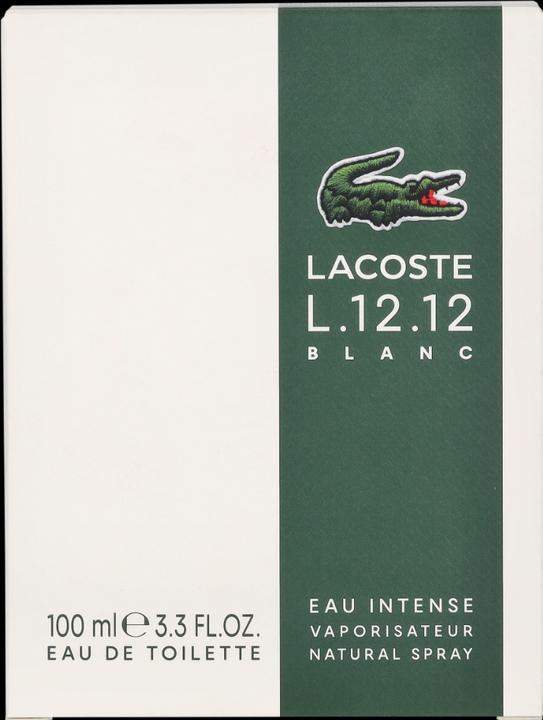 LACOSTE
L.12.12
BLANC
100 ml ℮ 3.3 FL.OZ.
EAU DE TOILETTE
EAU INTENSE
VAPORISATEUR
NATURAL SPRAY